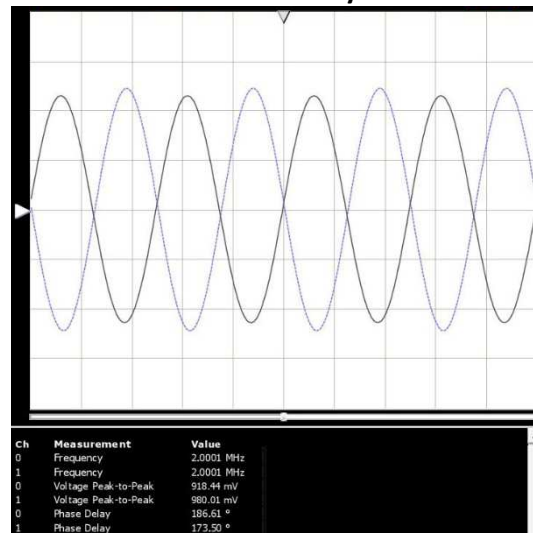 Ch Measurement Value
0 Frequency 2.0001 MHz
1 Frequency 2.0001 MHz
0 Voltage Peak-to-Peak 918.44 mV
1 Voltage Peak-to-Peak 980.01 mV
0 Phase Delay 186.61 °
1 Phase Delay 173.50 °